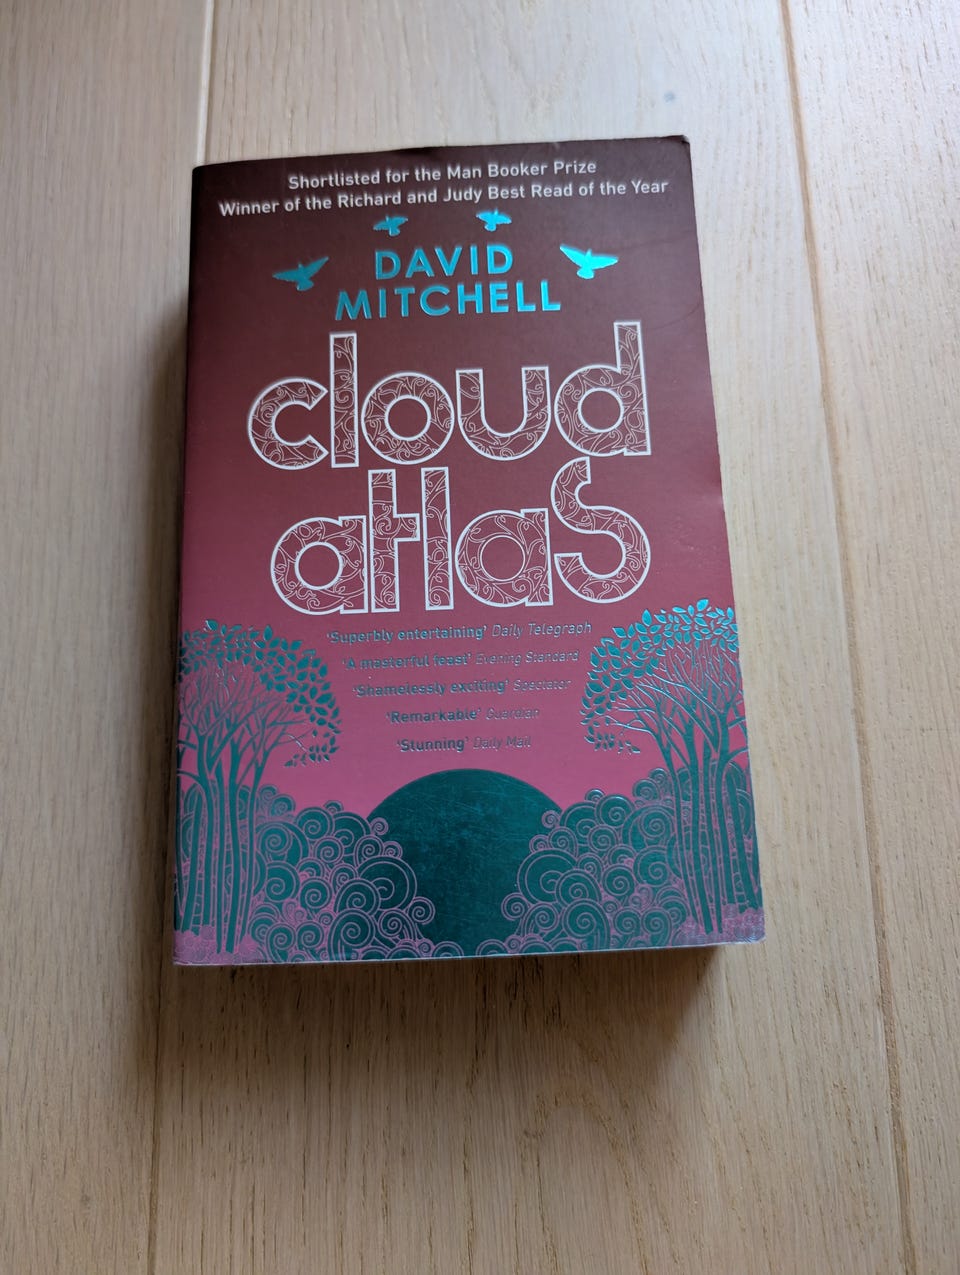 Shortlisted for the Man Booker Prize
Winner of the Richard and Judy Best Read of the Year
DAVID
MITCHELL
cloud
atlas
'Superbly entertaining' Daily Telegraph
'A masterful feast' Evening Standard
'Shamelessly exciting' Spectator
'Remarkable' Guardian
'Stunning' Daily Mail